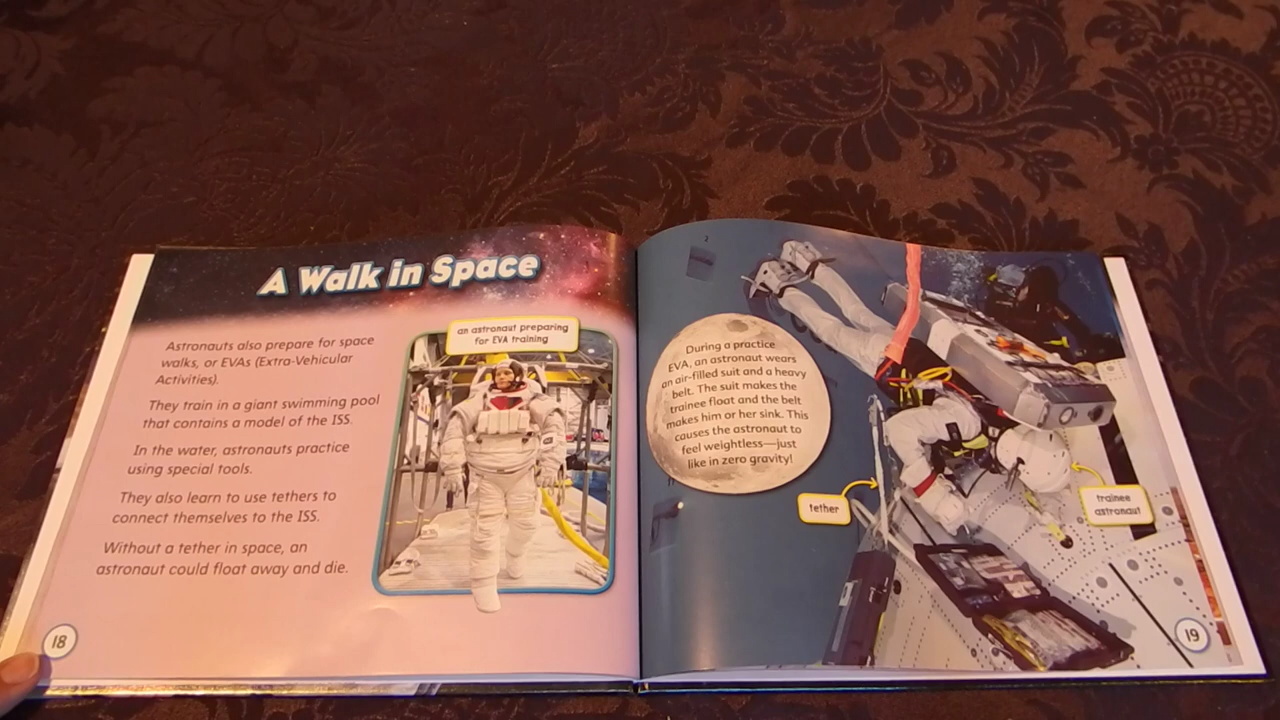 A Walk in Space
Astronauts also prepare for space
walks, or EVAs (Extra-Vehicular
Activities).
They train in a giant swimming pool
that contains a model of the ISS.
In the water, astronauts practice
using special tools.
They also learn to use tethers to
connect themselves to the ISS.
Without a tether in space, an
astronaut could float away and die.
an astronaut preparing
for EVA training
18
During a practice
EVA, an astronaut wears
an air-filled suit and a heavy
belt. The suit makes the
trainee float and the belt
makes him or her sink. This
causes the astronaut to
feel weightless—just
like in zero gravity!
tether
trainee
astronaut
19